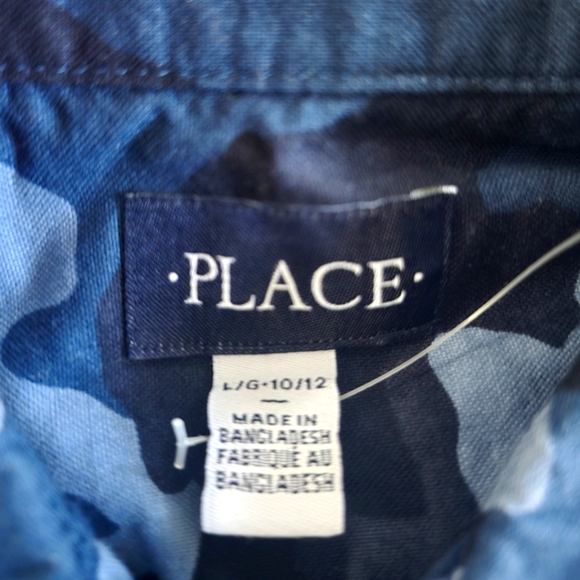 ·PLACE·
L/G·10/12
MADE IN
BANGLADESH
FABRIQUÉ AU
BANGLADESH